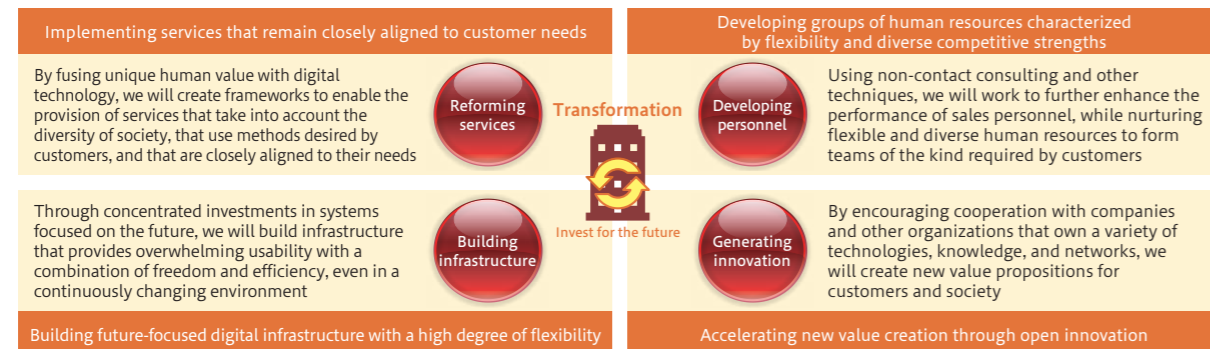 Implementing services that remain closely aligned to customer needs
By fusing unique human value with digital
technology, we will create frameworks to enable the
provision of services that take into account the
diversity of society, that use methods desired by
customers, and that are closely aligned to their needs
Reforming
services
Transformation
Developing groups of human resources characterized
by flexibility and diverse competitive strengths
Developing
personnel
Using non-contact consulting and other
techniques, we will work to further enhance the
performance of sales personnel, while nurturing
flexible and diverse human resources to form
teams of the kind required by customers
Through concentrated investments in systems
focused on the future, we will build infrastructure
that provides overwhelming usability with a
combination of freedom and efficiency, even in a
continuously changing environment
Building
infrastructure
Invest for the future
Building future-focused digital infrastructure with a high degree of flexibility
Generating
innovation
By encouraging cooperation with companies
and other organizations that own a variety of
technologies, knowledge, and networks, we
will create new value propositions for
customers and society
Accelerating new value creation through open innovation